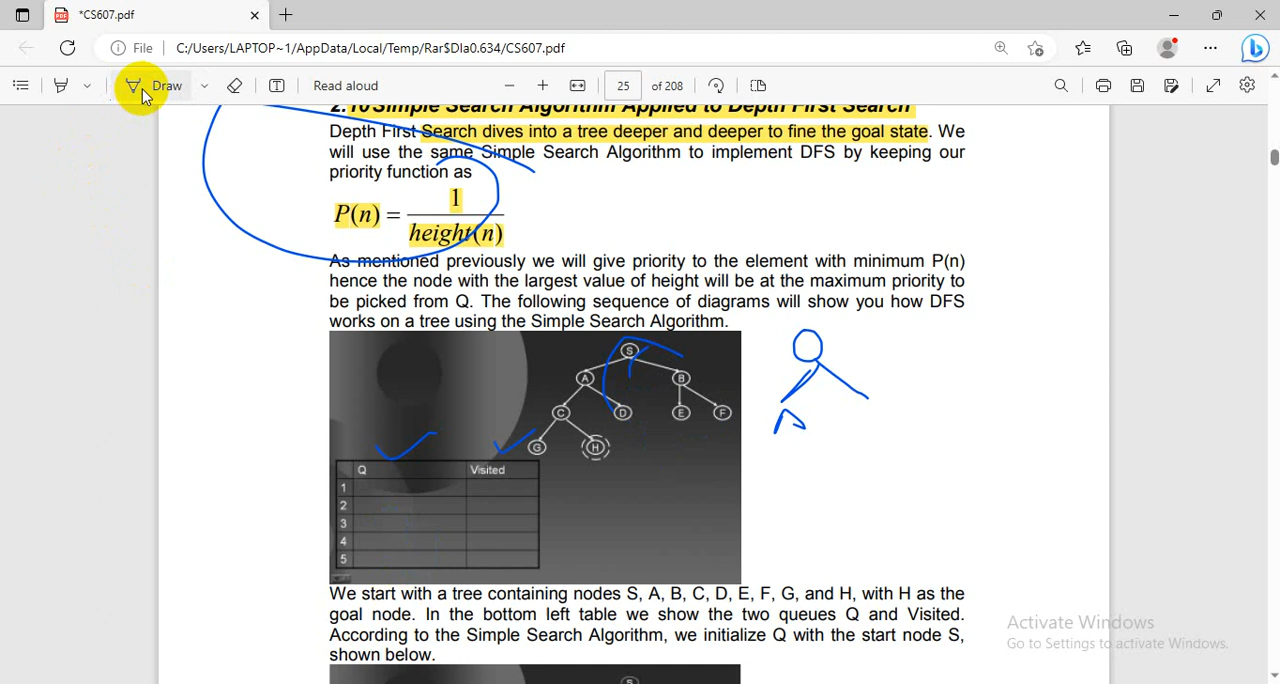 *CS607.pdf
File
C:/Users/LAPTOP~1/AppData/Local/Temp/Rar$DIa0.634/CS607.pdf
Draw
Read aloud
25 of 208
2.10 Simple Search Algorithm Applied to Depth First Search
Depth First Search dives into a tree deeper and deeper to fine the goal state. We
will use the same Simple Search Algorithm to implement DFS by keeping our
priority function as
P(n) = 1 / height(n)
As mentioned previously we will give priority to the element with minimum P(n)
hence the node with the largest value of height will be at the maximum priority to
be picked from Q. The following sequence of diagrams will show you how DFS
works on a tree using the Simple Search Algorithm.
S
A B
C D E F
G H
Q Visited
1
2
3
4
5
We start with a tree containing nodes S, A, B, C, D, E, F, G, and H, with H as the
goal node. In the bottom left table we show the two queues Q and Visited.
According to the Simple Search Algorithm, we initialize Q with the start node S,
shown below.
S
Activate Windows
Go to Settings to activate Windows.